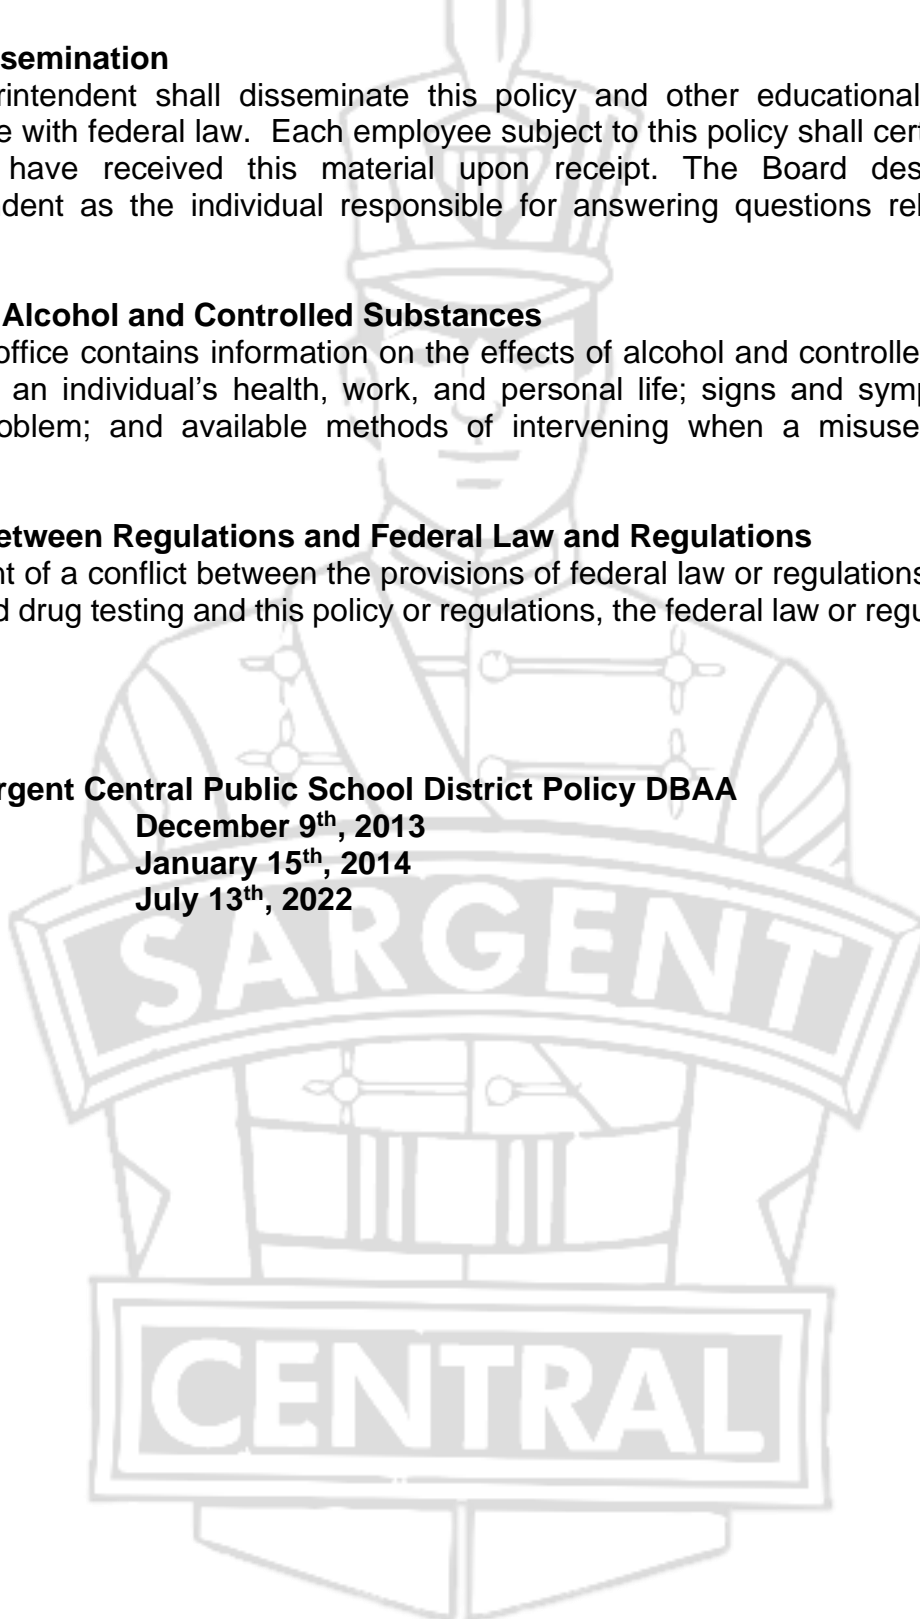 semination
rintendent shall disseminate this policy and other educational
e with federal law. Each employee subject to this policy shall cert
have received this material upon receipt. The Board des
dent as the individual responsible for answering questions rel
Alcohol and Controlled Substances
office contains information on the effects of alcohol and controlle
an individual's health, work, and personal life; signs and symp
oblem; and available methods of intervening when a misuse
etween Regulations and Federal Law and Regulations
nt of a conflict between the provisions of federal law or regulations
d drug testing and this policy or regulations, the federal law or regu
rgent Central Public School District Policy DBAA
December 9th, 2013
January 15th, 2014
July 13th, 2022
SARGENT
CENTRAL